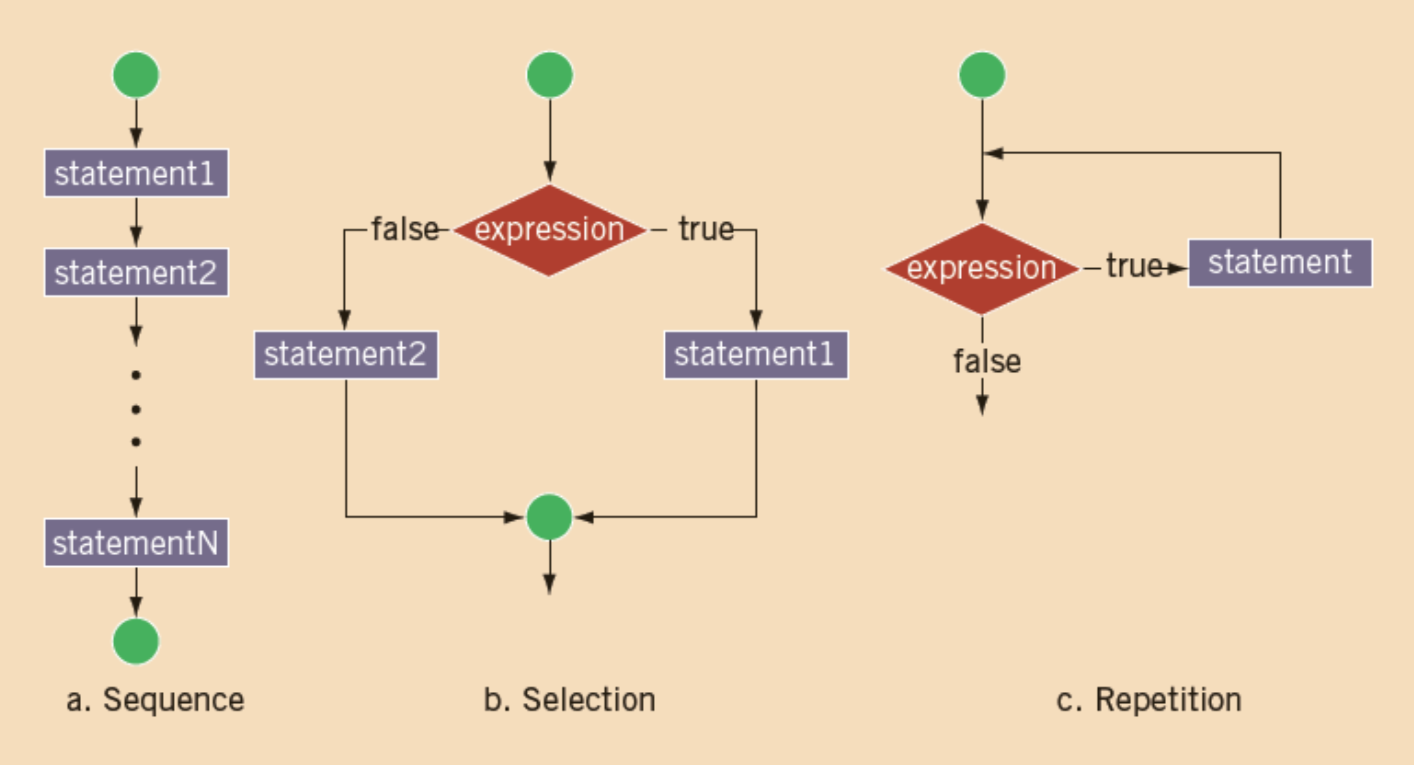 statement1
statement2
statementN
a. Sequence
false
expression
true
statement2
statement1
b. Selection
expression
true
statement
false
c. Repetition